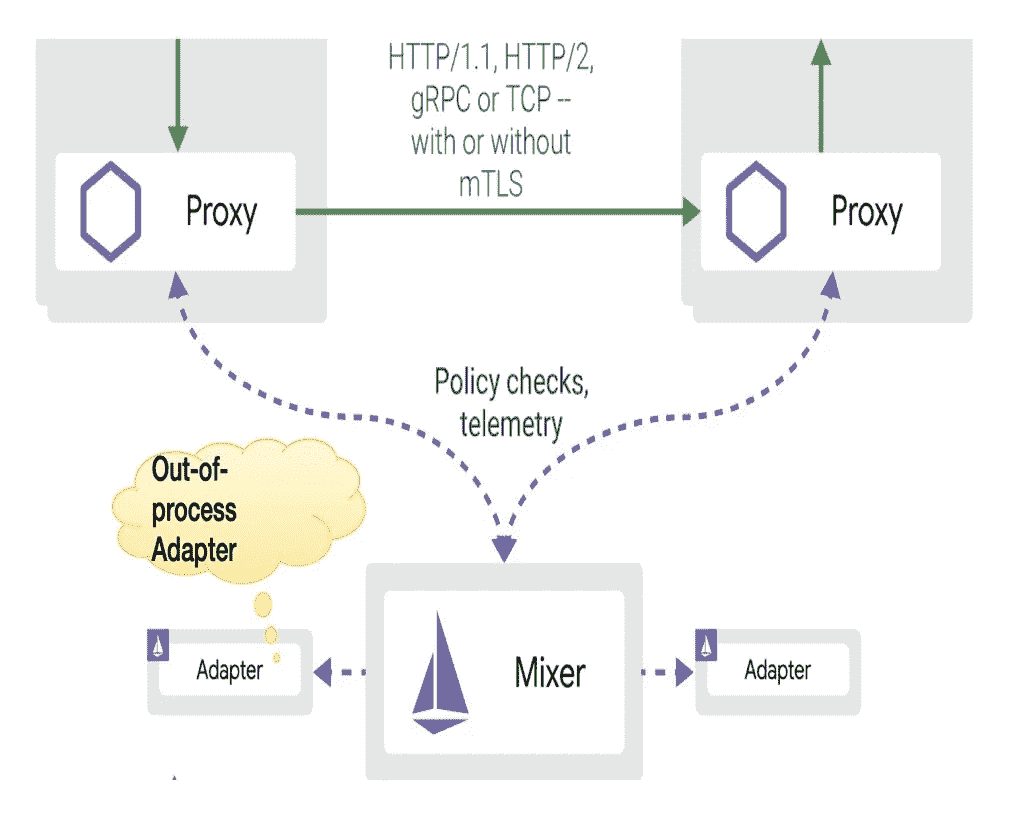 HTTP/1.1, HTTP/2,
gRPC or TCP --
with or without
mTLS
Proxy
Proxy
Policy checks,
telemetry
Out-of-
process
Adapter
Adapter
Mixer
Adapter